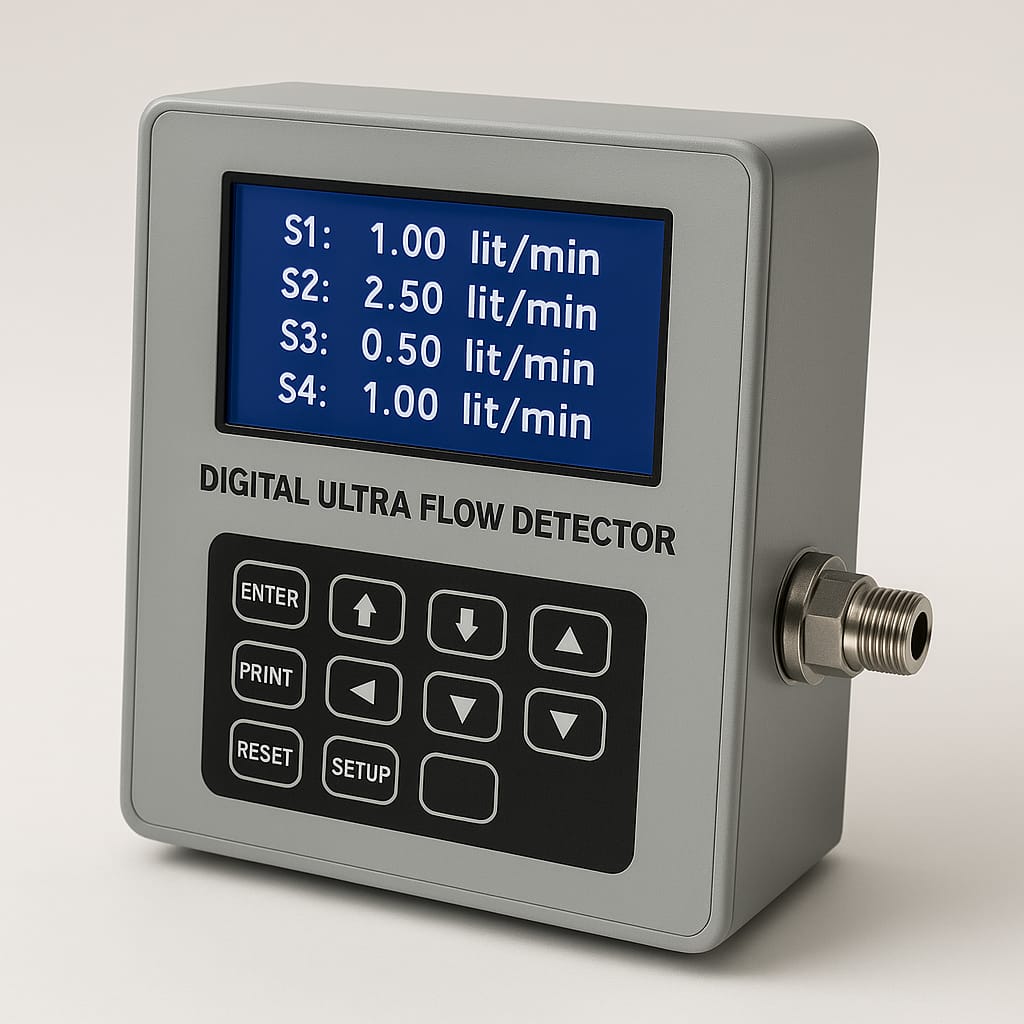 S1: 1.00 lit/min
S2: 2.50 lit/min
S3: 0.50 lit/min
S4: 1.00 lit/min
DIGITAL ULTRA FLOW DETECTOR
ENTER
PRINT
RESET
SETUP